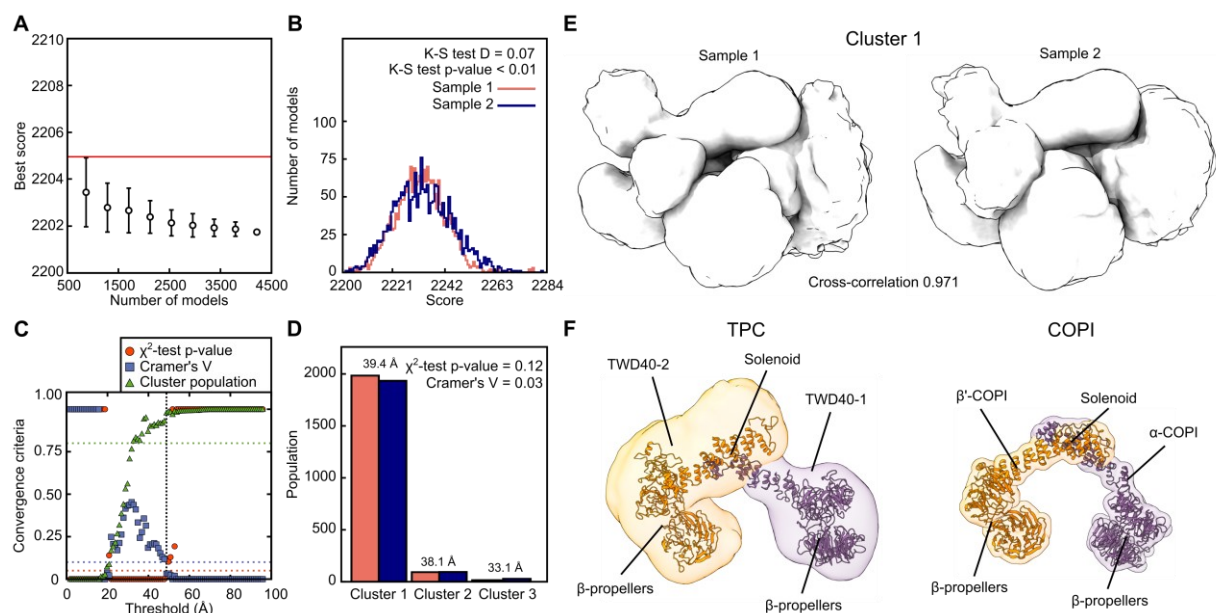 A
2210
2208
2206
2204
2202
2200
Best score
500 1500 2500 3500 4500
Number of models
B
K-S test D = 0.07
K-S test p-value < 0.01
Sample 1
Sample 2
100
75
50
25
0
Number of models
2200 2221 2242 2263 2284
Score
C
χ²-test p-value
Cramer's V
Cluster population
1.00
0.75
0.50
0.25
0
Convergence criteria
0 20 40 60 80 100
Threshold (Å)
D
χ²-test p-value = 0.12
Cramer's V = 0.03
39.4 Å
38.1 Å
33.1 Å
2000
1500
1000
500
0
Population
Cluster 1 Cluster 2 Cluster 3
E
Cluster 1
Sample 1 Sample 2
Cross-correlation 0.971
F
TPC
TWD40-2
Solenoid
TWD40-1
β-propellers
β-propellers
COPI
β'-COPI
Solenoid
α-COPI
β-propellers
β-propellers